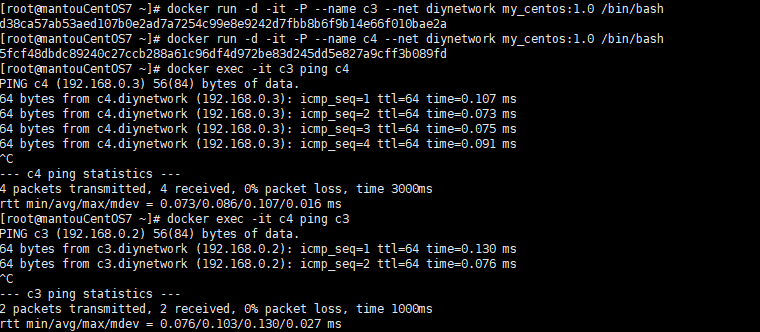 [root@mantouCentOS7 ~]# docker run -d -it -P --name c3 --net diynetwork my_centos:1.0 /bin/bash
d38ca57ab53aed107b0e2ad7a7254c99e8e9242d7fbb8b6f9b14e66f010bae2a
[root@mantouCentOS7 ~]# docker run -d -it -P --name c4 --net diynetwork my_centos:1.0 /bin/bash
5fcf48dbdc89240c27ccb288a61c96df4d972be83d245dd5e827a9cff3b089fd
[root@mantouCentOS7 ~]# docker exec -it c3 ping c4
PING c4 (192.168.0.3) 56(84) bytes of data.
64 bytes from c4.diynetwork (192.168.0.3): icmp_seq=1 ttl=64 time=0.107 ms
64 bytes from c4.diynetwork (192.168.0.3): icmp_seq=2 ttl=64 time=0.073 ms
64 bytes from c4.diynetwork (192.168.0.3): icmp_seq=3 ttl=64 time=0.075 ms
64 bytes from c4.diynetwork (192.168.0.3): icmp_seq=4 ttl=64 time=0.091 ms
^C
--- c4 ping statistics ---
4 packets transmitted, 4 received, 0% packet loss, time 3000ms
rtt min/avg/max/mdev = 0.073/0.086/0.107/0.016 ms
[root@mantouCentOS7 ~]# docker exec -it c4 ping c3
PING c3 (192.168.0.2) 56(84) bytes of data.
64 bytes from c3.diynetwork (192.168.0.2): icmp_seq=1 ttl=64 time=0.130 ms
64 bytes from c3.diynetwork (192.168.0.2): icmp_seq=2 ttl=64 time=0.076 ms
^C
--- c3 ping statistics ---
2 packets transmitted, 2 received, 0% packet loss, time 1000ms
rtt min/avg/max/mdev = 0.076/0.103/0.130/0.027 ms